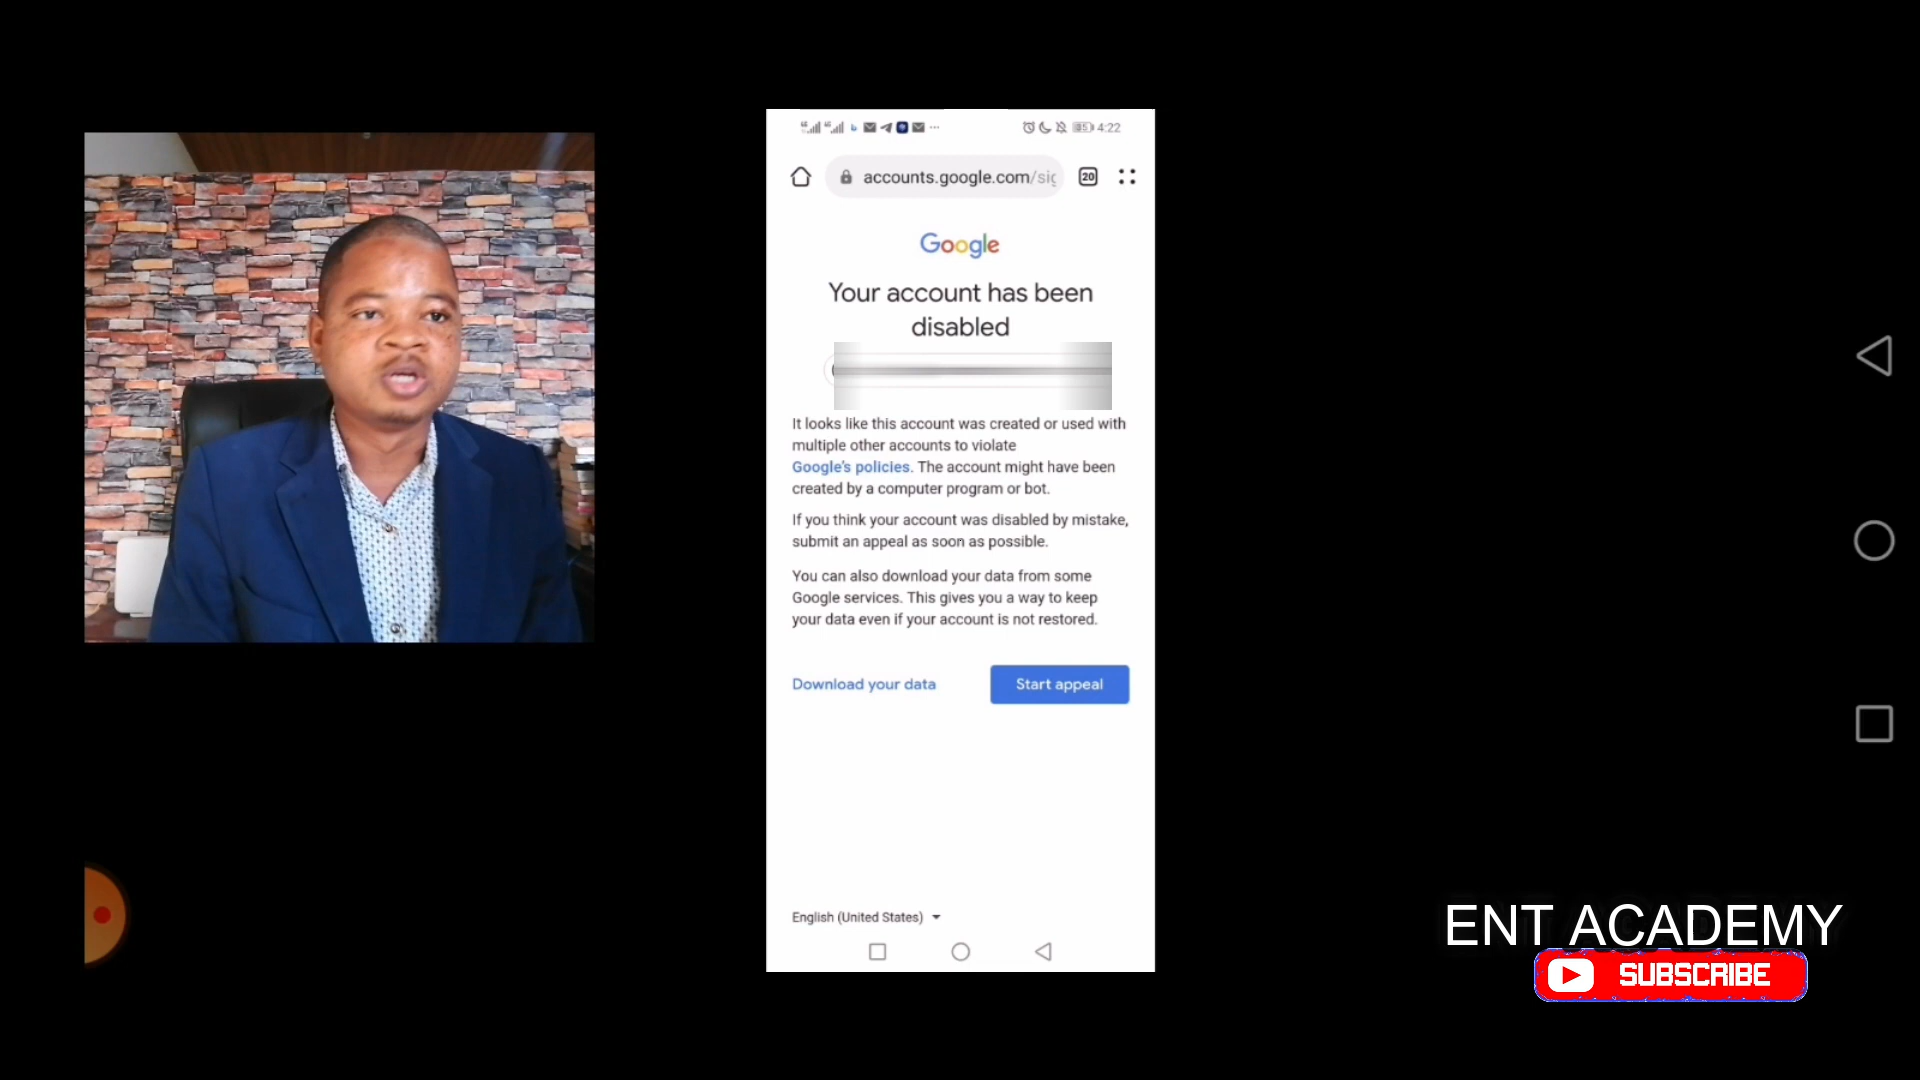 4:22
accounts.google.com/sig
20
Google
Your account has been
disabled
It looks like this account was created or used with
multiple other accounts to violate
Google's policies. The account might have been
created by a computer program or bot.
If you think your account was disabled by mistake,
submit an appeal as soon as possible.
You can also download your data from some
Google services. This gives you a way to keep
your data even if your account is not restored.
Download your data
Start appeal
English (United States)
ENT ACADEMY
SUBSCRIBE